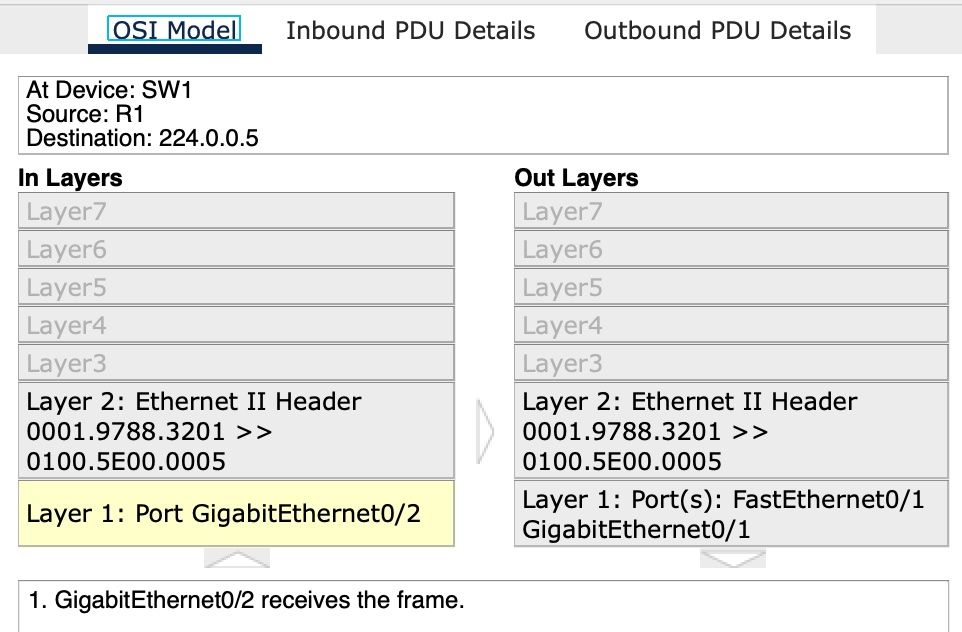 OSI Model Inbound PDU Details Outbound PDU Details
At Device: SW1
Source: R1
Destination: 224.0.0.5
In Layers
Layer7
Layer6
Layer5
Layer4
Layer3
Layer 2: Ethernet II Header
0001.9788.3201 >>
0100.5E00.0005
Layer 1: Port GigabitEthernet0/2
Out Layers
Layer7
Layer6
Layer5
Layer4
Layer3
Layer 2: Ethernet II Header
0001.9788.3201 >>
0100.5E00.0005
Layer 1: Port(s): FastEthernet0/1
GigabitEthernet0/1
1. GigabitEthernet0/2 receives the frame.